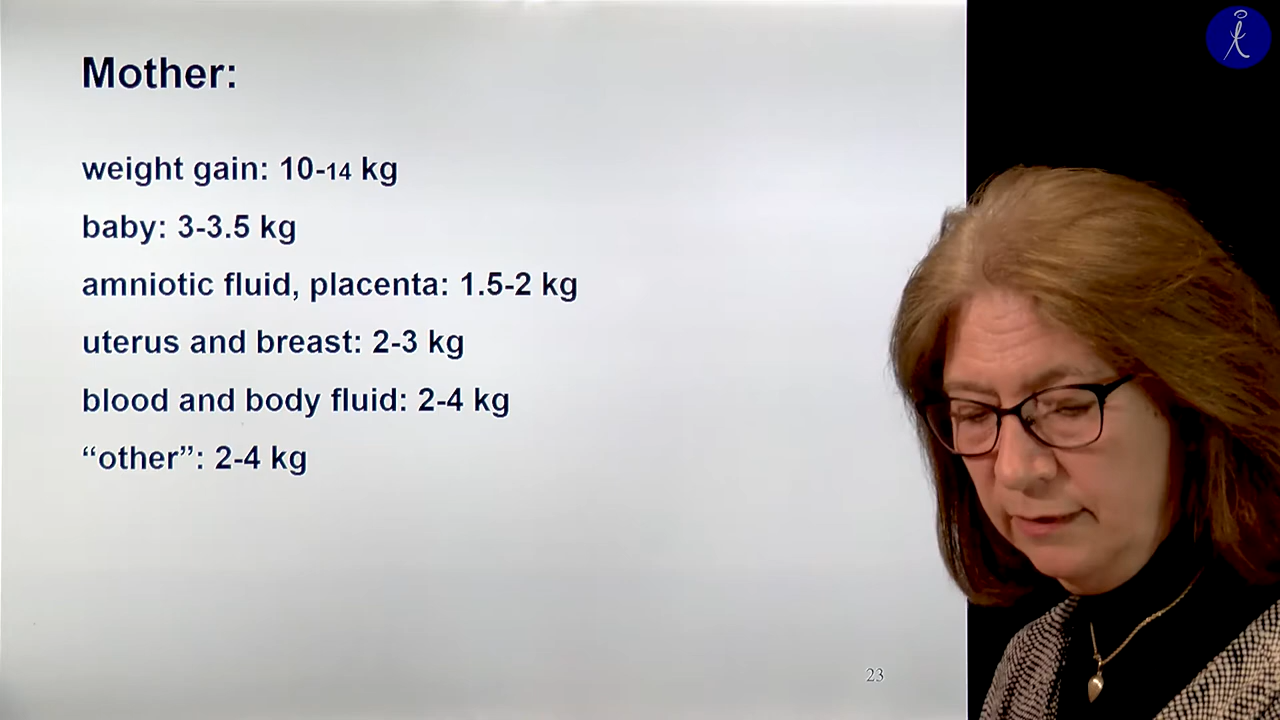 Mother:
weight gain: 10-14 kg
baby: 3-3.5 kg
amniotic fluid, placenta: 1.5-2 kg
uterus and breast: 2-3 kg
blood and body fluid: 2-4 kg
“other”: 2-4 kg
23